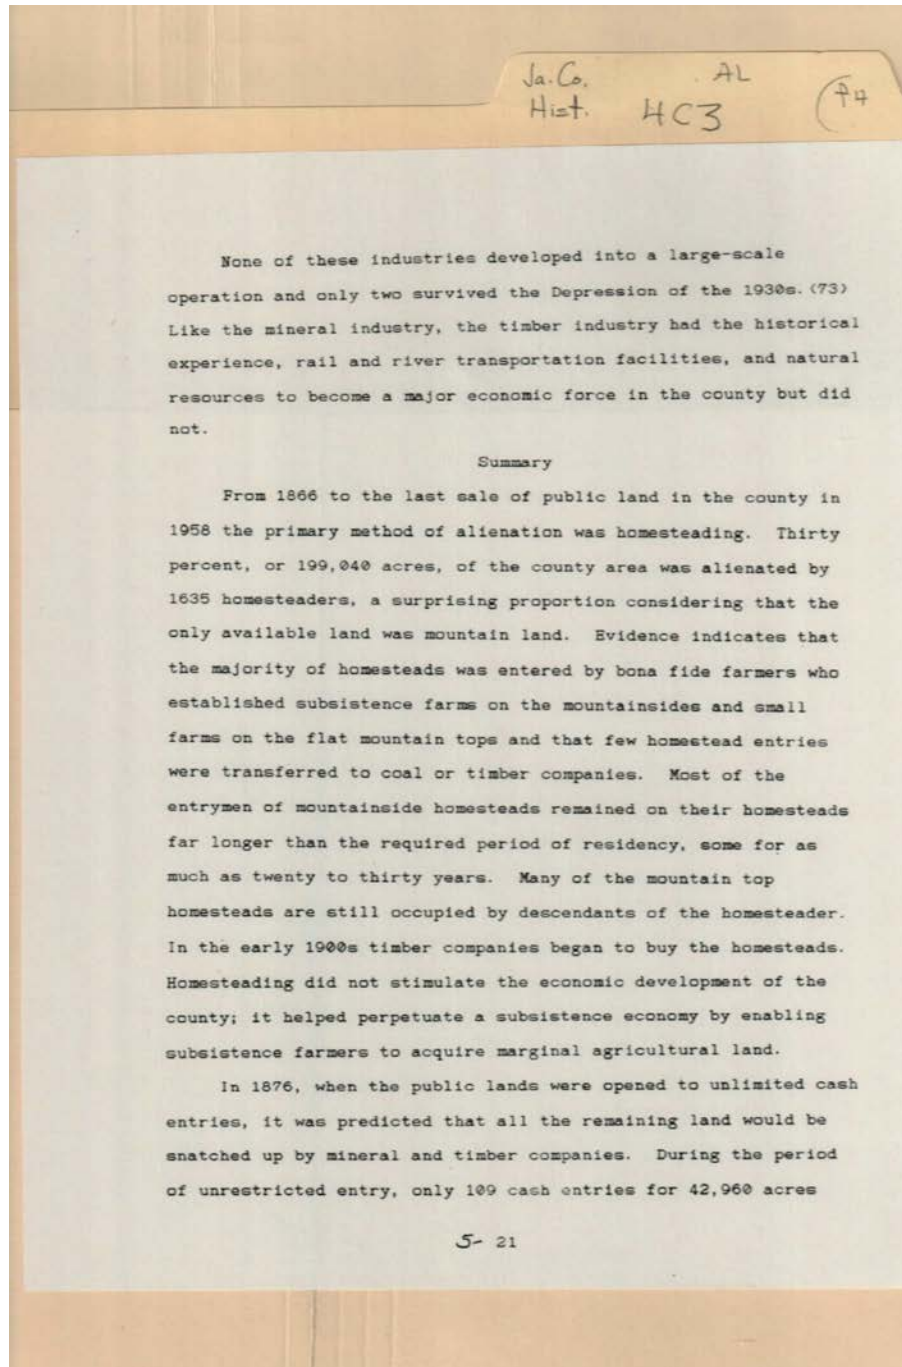 Ja. Co. AL
Hist. 4C3 (P4
None of these industries developed into a large-scale
operation and only two survived the Depression of the 1930s.(73)
Like the mineral industry, the timber industry had the historical
experience, rail and river transportation facilities, and natural
resources to become a major economic force in the county but did
not.
Summary
From 1866 to the last sale of public land in the county in
1958 the primary method of alienation was homesteading. Thirty
percent, or 199,040 acres, of the county area was alienated by
1635 homesteaders, a surprising proportion considering that the
only available land was mountain land. Evidence indicates that
the majority of homesteads was entered by bona fide farmers who
established subsistence farms on the mountainsides and small
farms on the flat mountain tops and that few homestead entries
were transferred to coal or timber companies. Most of the
entrymen of mountainside homesteads remained on their homesteads
far longer than the required period of residency, some for as
much as twenty to thirty years. Many of the mountain top
homesteads are still occupied by descendants of the homesteader.
In the early 1900s timber companies began to buy the homesteads.
Homesteading did not stimulate the economic development of the
county; it helped perpetuate a subsistence economy by enabling
subsistence farmers to acquire marginal agricultural land.
In 1876, when the public lands were opened to unlimited cash
entries, it was predicted that all the remaining land would be
snatched up by mineral and timber companies. During the period
of unrestricted entry, only 109 cash entries for 42,960 acres
5- 21